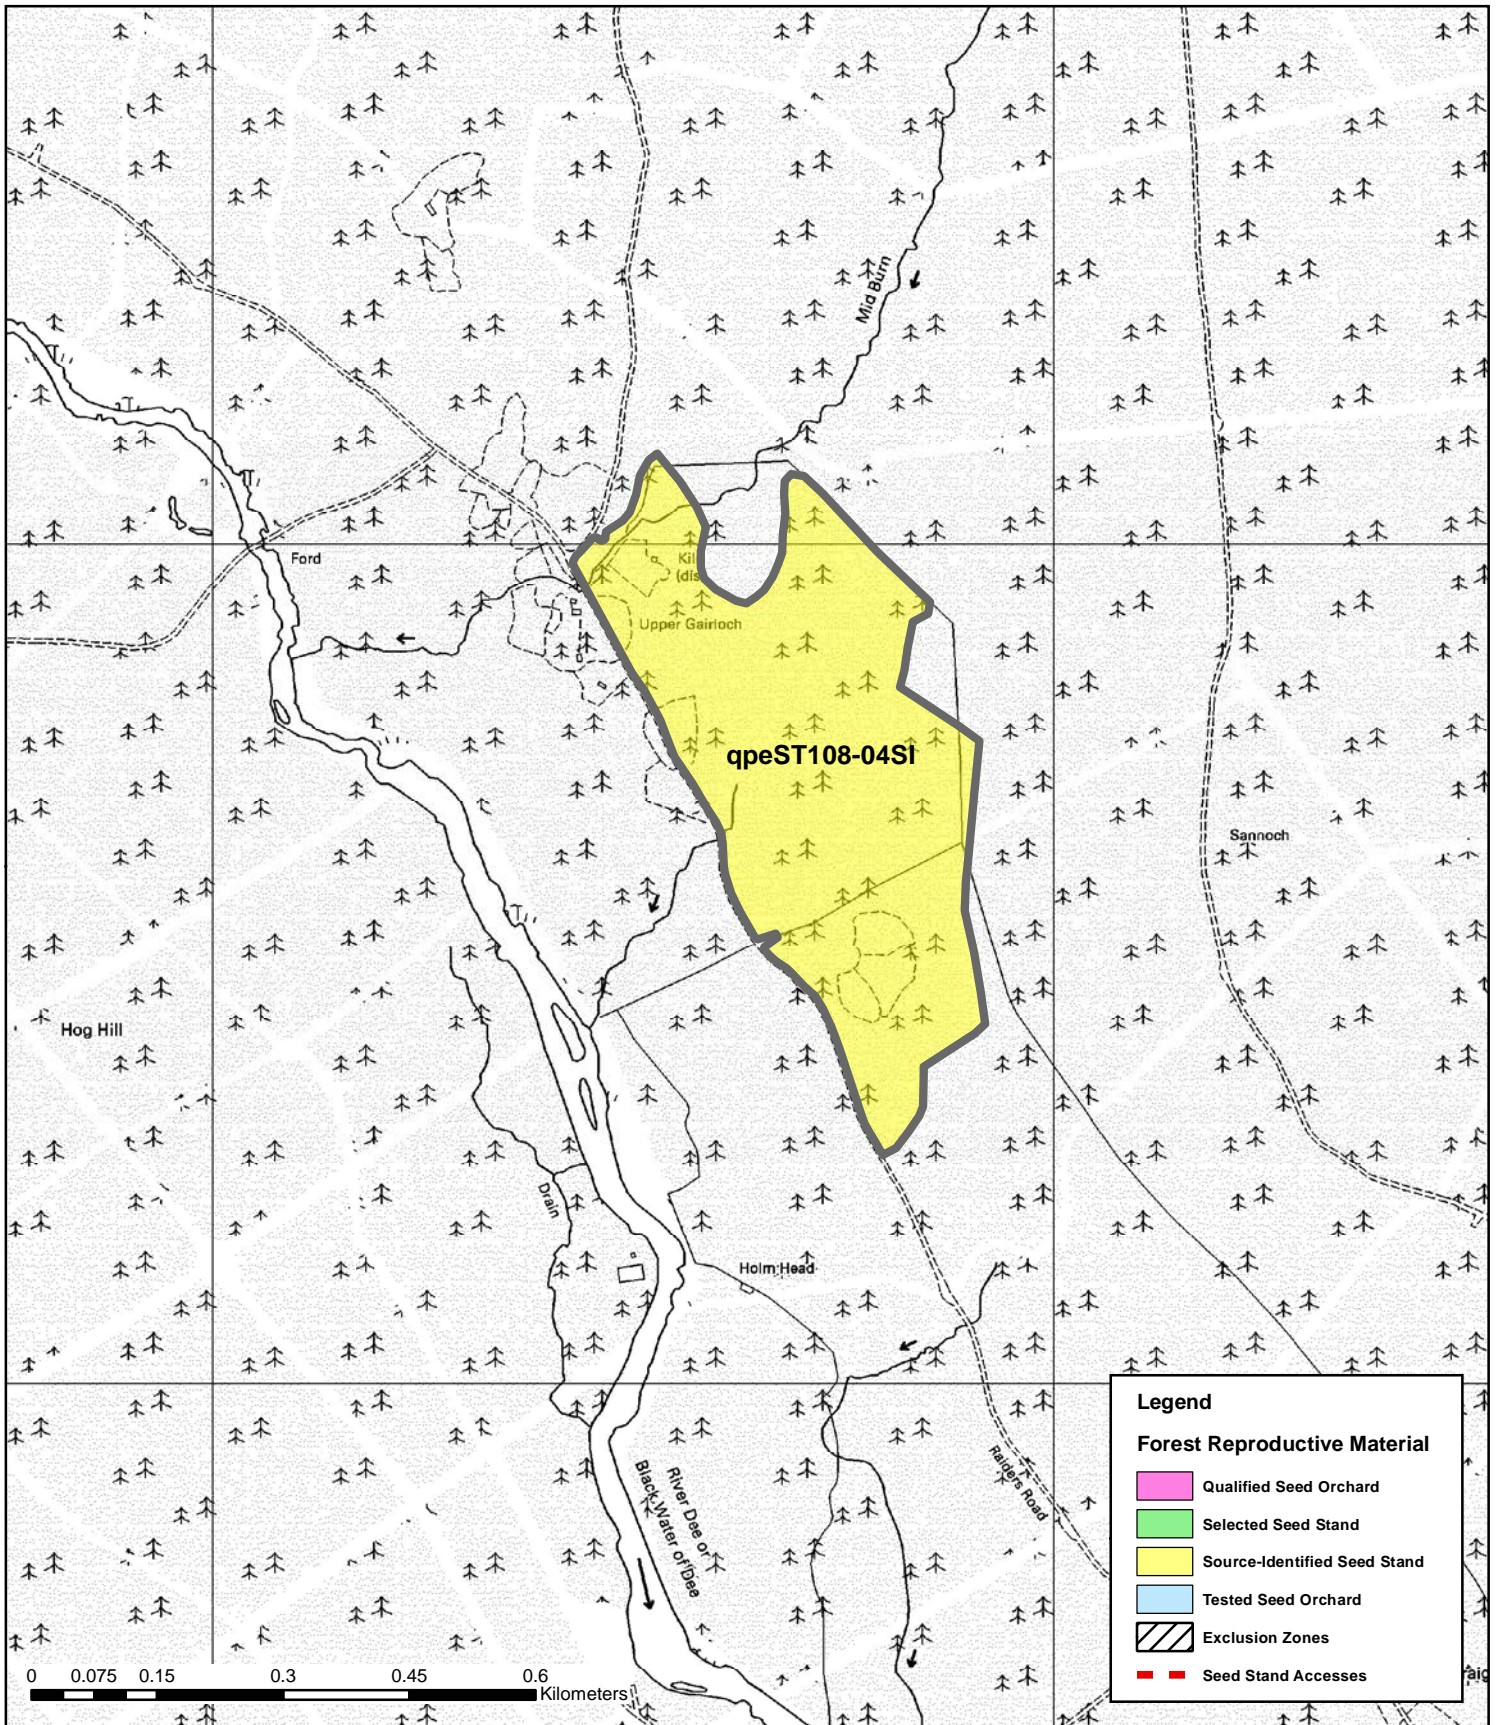 Mid Burn
Ford
Kil
(dis
Upper Gairloch
qpeST108-04SI
Sannoch
Hog Hill
Drain
Holm Head
River Dee or
Black Water of Dee
Raiders Road
Legend
Forest Reproductive Material
Qualified Seed Orchard
Selected Seed Stand
Source-Identified Seed Stand
Tested Seed Orchard
Exclusion Zones
Seed Stand Accesses
0 0.075 0.15 0.3 0.45 0.6
Kilometers